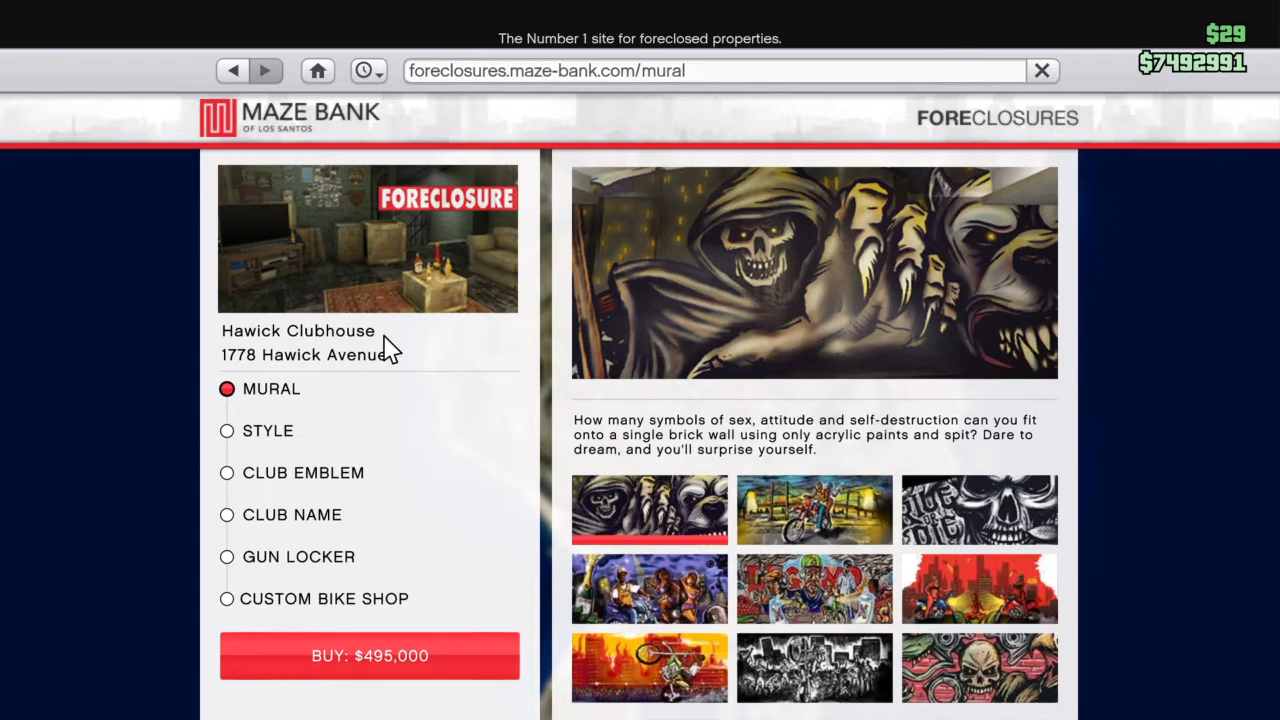 The Number 1 site for foreclosed properties.
$29
$7492991
foreclosures.maze-bank.com/mural
MAZE BANK
OF LOS SANTOS
FORECLOSURES
FORECLOSURE
Hawick Clubhouse
1778 Hawick Avenue
MURAL
STYLE
CLUB EMBLEM
CLUB NAME
GUN LOCKER
CUSTOM BIKE SHOP
BUY: $495,000
How many symbols of sex, attitude and self-destruction can you fit
onto a single brick wall using only acrylic paints and spit? Dare to
dream, and you'll surprise yourself.
RIDE
OR
DIE